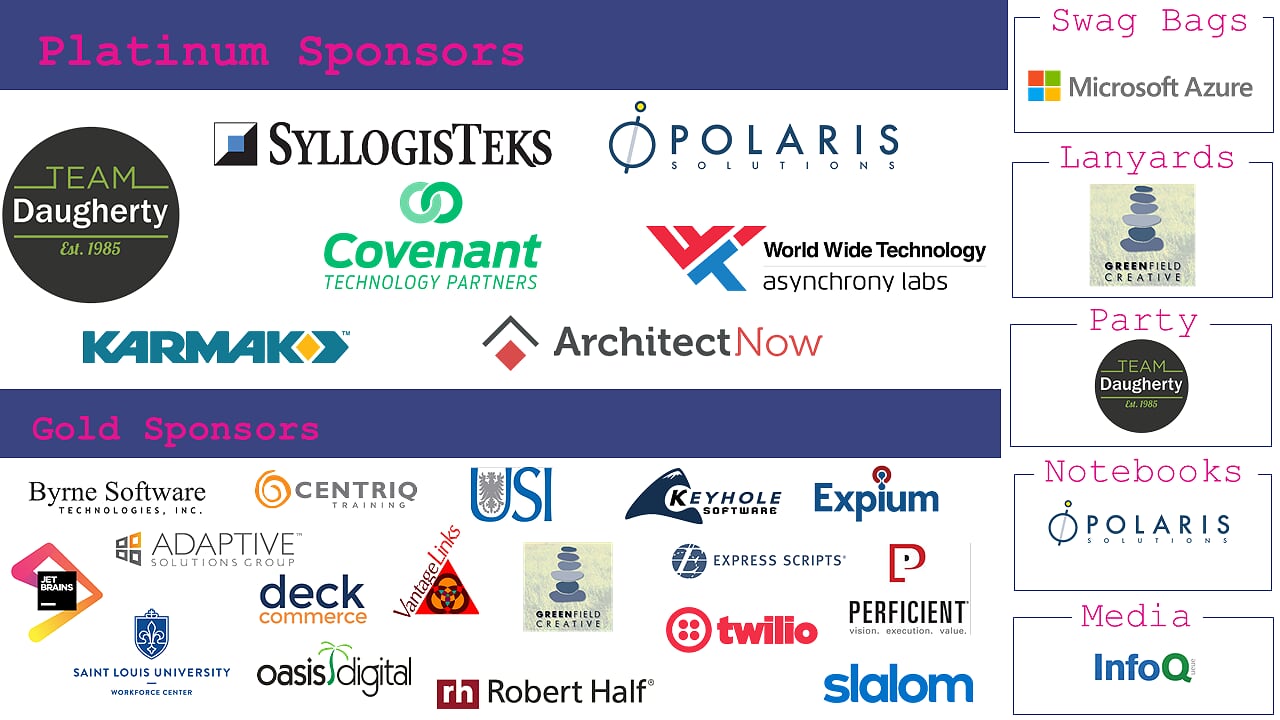 Platinum Sponsors
TEAM
Daugherty
Est. 1985
SYLLOGISTEKS
POLARIS
SOLUTIONS
Covenant
TECHNOLOGY PARTNERS
World Wide Technology
asynchrony labs
KARMAK™
ArchitectNow
Gold Sponsors
Byrne Software
TECHNOLOGIES, INC.
CENTRIQ
TRAINING
USI
KEYHOLE
SOFTWARE
Expium
JET
BRAINS
ADAPTIVE™
SOLUTIONS GROUP
deck
commerce
VantageLinks
GREENFIELD
CREATIVE
EXPRESS SCRIPTS®
PERFICIENT
vision. execution. value.
SAINT LOUIS UNIVERSITY
WORKFORCE CENTER
oasis digital
rh Robert Half®
twilio
slalom
Swag Bags
Microsoft Azure
Lanyards
GREENFIELD
CREATIVE
Party
TEAM
Daugherty
Est. 1985
Notebooks
POLARIS
SOLUTIONS
Media
InfoQ